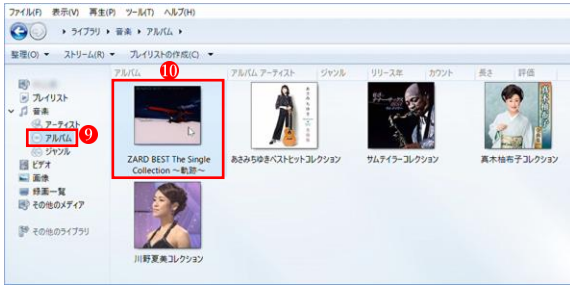 ファイル(F) 表示(V) 再生(P) ツール(T) ヘルプ(H)
ライブラリ ▶ 音楽 ▶ アルバム ▶
整理(O) ストリーム(R) プレイリストの作成(C)
アルバム アルバム アーティスト ジャンル リリース年 カウント 長さ 評価
プレイリスト
音楽
アーティスト
アルバム
ジャンル
ビデオ
画像
録画一覧
その他のメディア
その他のライブラリ
9
10
ZARD BEST The Single
Collection ～軌跡～
あさみちゆきベストヒットコレクション
サムテイラーコレクション
真木柚布子コレクション
川野夏美コレクション